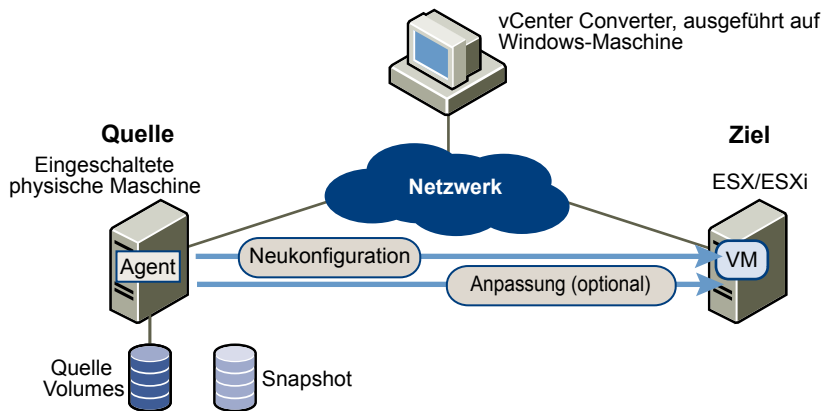 vCenter Converter, ausgeführt auf
Windows-Maschine
Quelle
Eingeschaltete
physische Maschine
Netzwerk
Ziel
ESX/ESXi
Agent
Neukonfiguration
VM
Anpassung (optional)
Quelle
Volumes
Snapshot